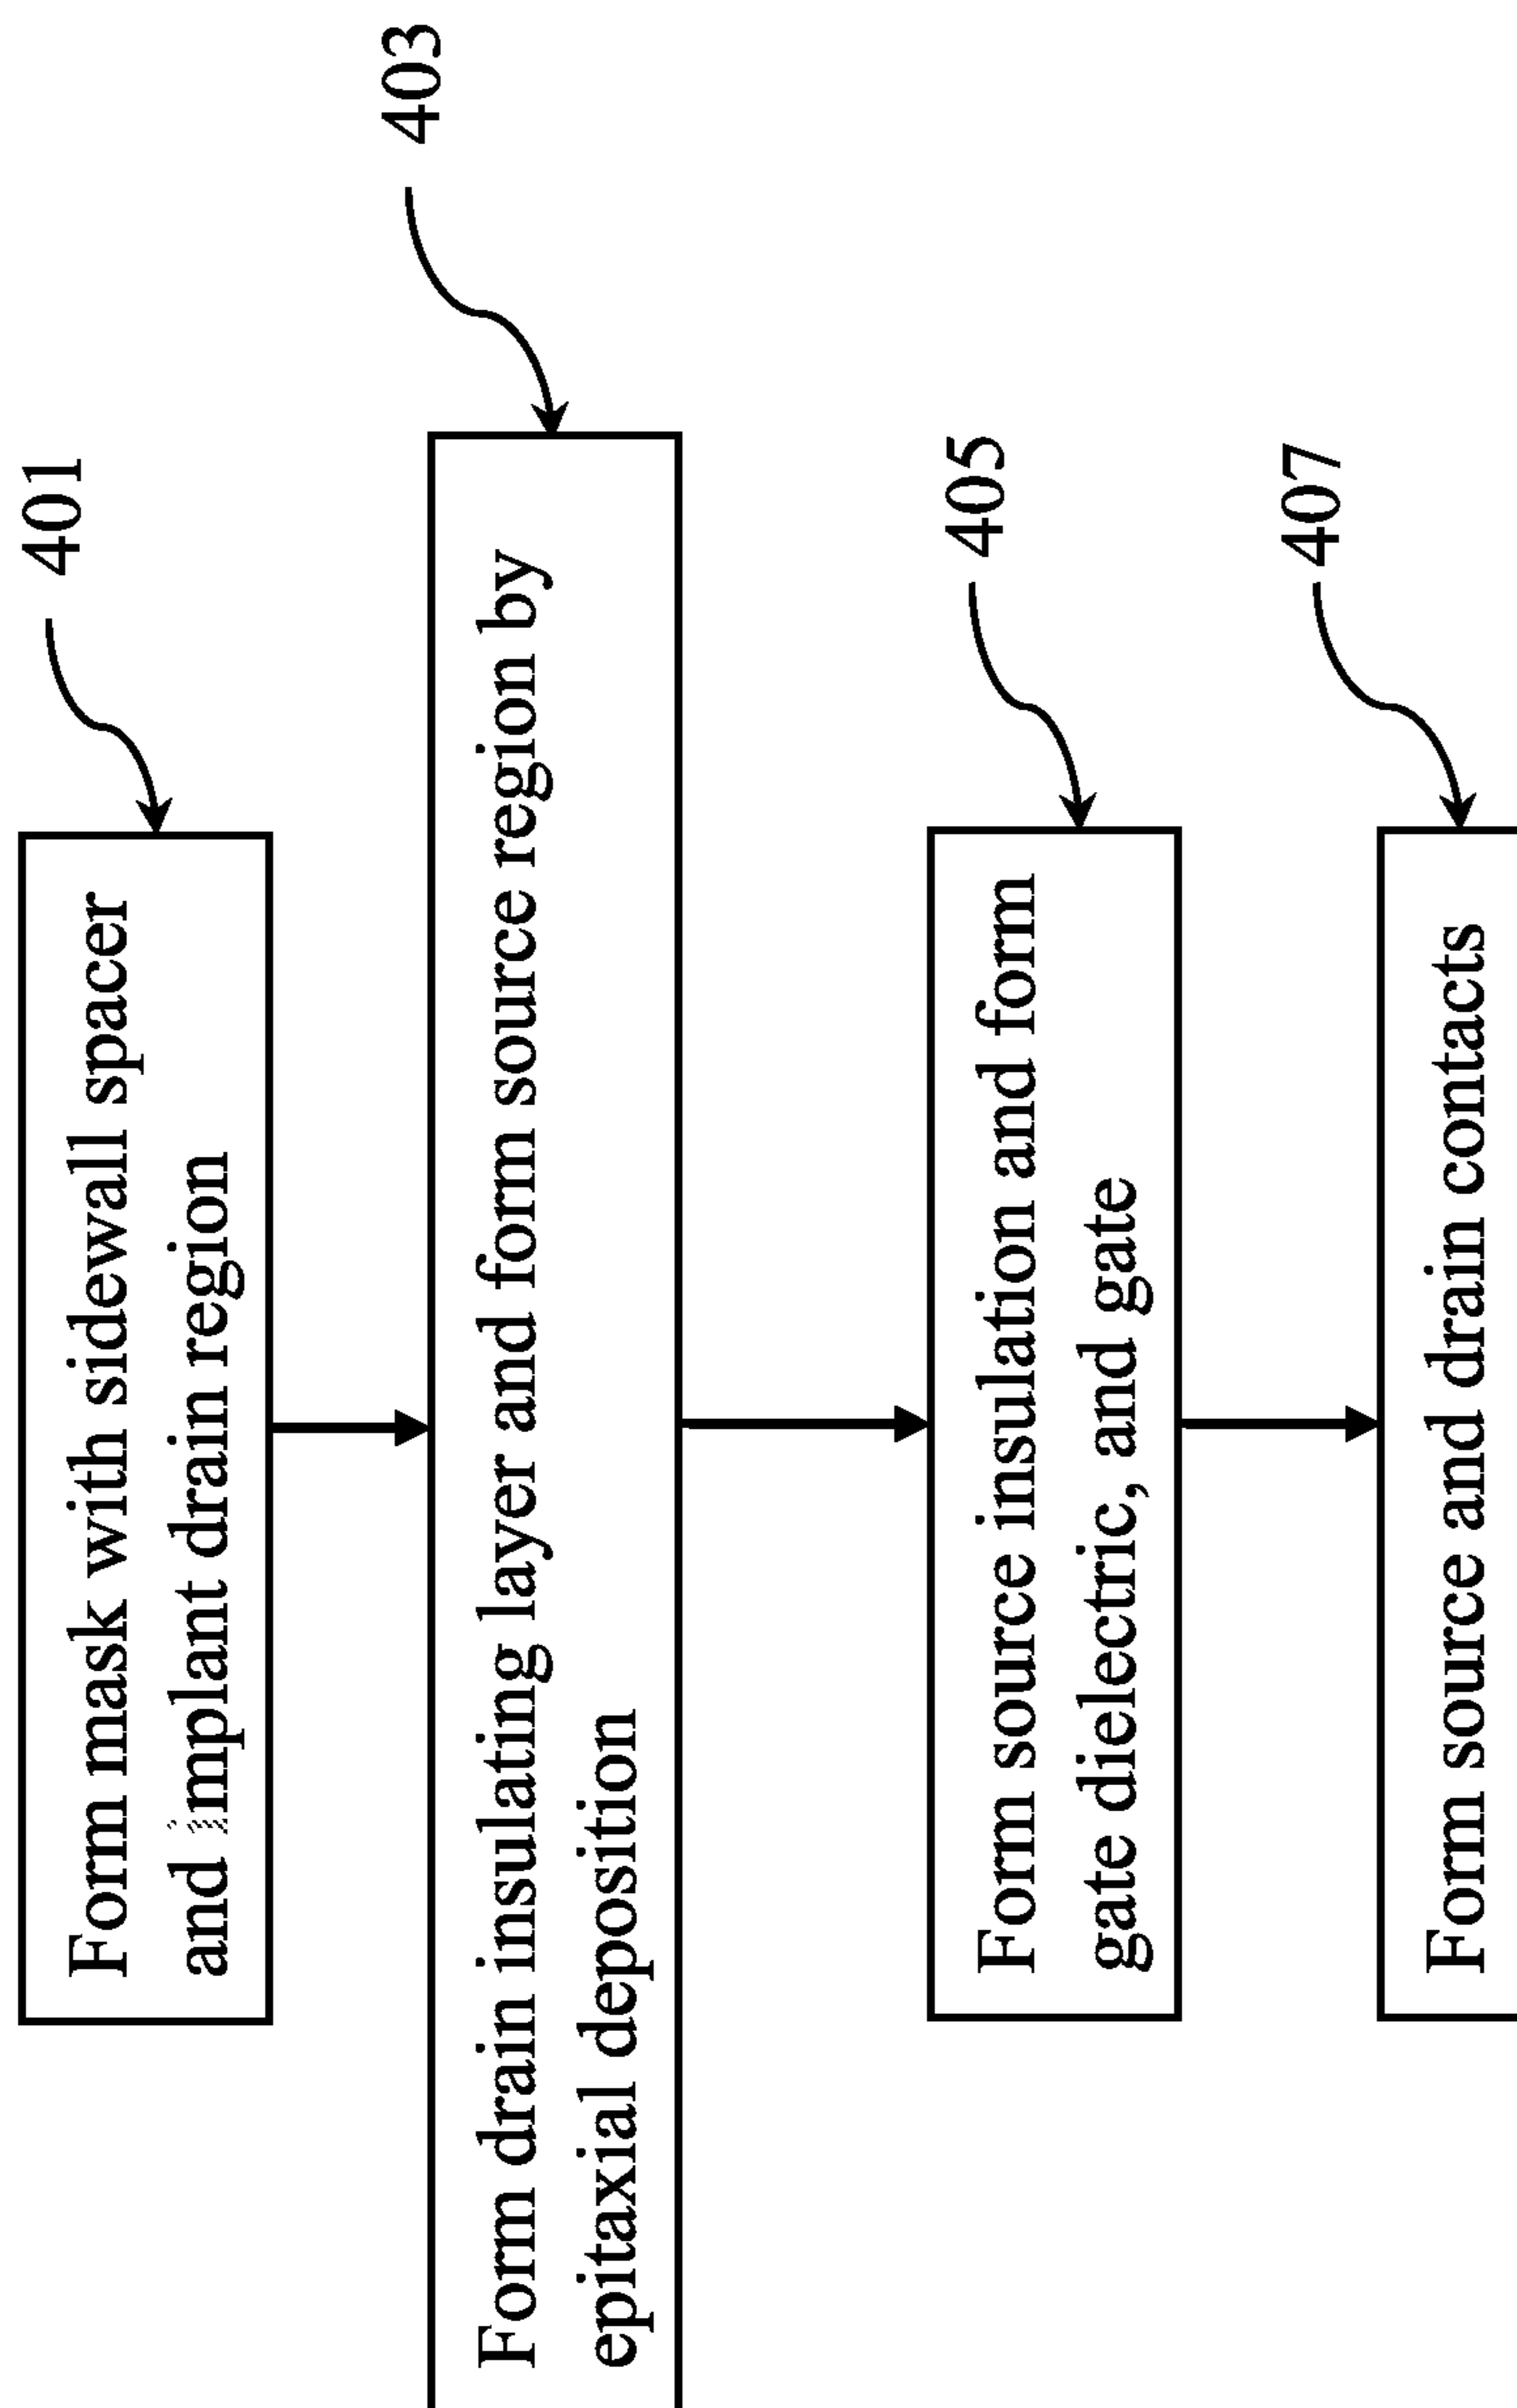 Form mask with sidewall spacer
and implant drain region
401
Form drain insulating layer and form source region by
epitaxial deposition
403
Form source insulation and form
gate dielectric, and gate
405
Form source and drain contacts
407